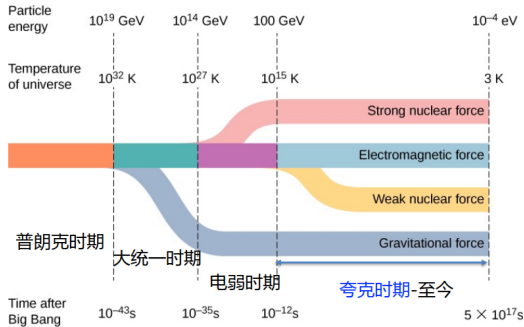 Particle
energy
10¹⁹ GeV
10¹⁴ GeV
100 GeV
10⁻⁴ eV
Temperature
of universe
10³² K
10²⁷ K
10¹⁵ K
3 K
Strong nuclear force
Electromagnetic force
Weak nuclear force
Gravitational force
普朗克时期
大统一时期
电弱时期
夸克时期-至今
Time after
Big Bang
10⁻⁴³s
10⁻³⁵s
10⁻¹²s
5 × 10¹⁷s